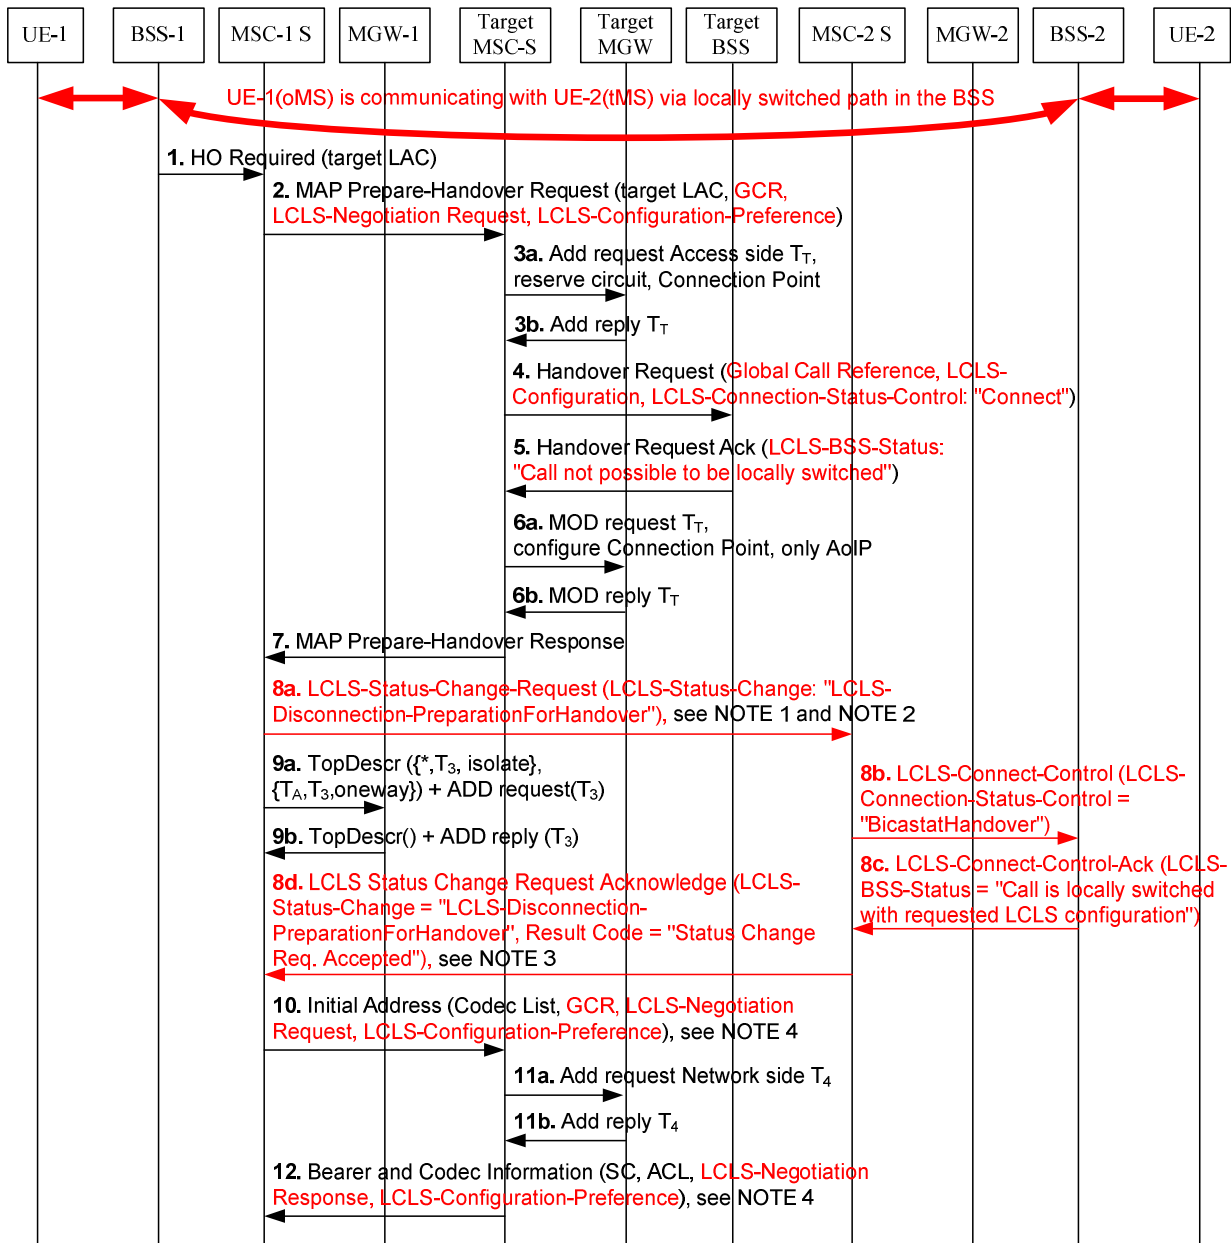 UE-1
BSS-1
MSC-1 S
MGW-1
Target
MSC-S
Target
MGW
Target
BSS
MSC-2 S
MGW-2
BSS-2
UE-2
UE-1(oMS) is communicating with UE-2(tMS) via locally switched path in the BSS
1. HO Required (target LAC)
2. MAP Prepare-Handover Request (target LAC, GCR,
LCLS-Negotiation Request, LCLS-Configuration-Preference)
3a. Add request Access side TT,
reserve circuit, Connection Point
3b. Add reply TT
4. Handover Request (Global Call Reference, LCLS-
Configuration, LCLS-Connection-Status-Control: "Connect")
5. Handover Request Ack (LCLS-BSS-Status:
"Call not possible to be locally switched")
6a. MOD request TT,
configure Connection Point, only AoIP
6b. MOD reply TT
7. MAP Prepare-Handover Response
8a. LCLS-Status-Change-Request (LCLS-Status-Change: "LCLS-
Disconnection-PreparationForHandover"), see NOTE 1 and NOTE 2
9a. TopDescr ({*,T3, isolate},
{TA,T3,oneway}) + ADD request(T3)
8b. LCLS-Connect-Control (LCLS-
Connection-Status-Control =
"BicastatHandover")
9b. TopDescr() + ADD reply (T3)
8c. LCLS-Connect-Control-Ack (LCLS-
BSS-Status = "Call is locally switched
with requested LCLS configuration")
8d. LCLS Status Change Request Acknowledge (LCLS-
Status-Change = "LCLS-Disconnection-
PreparationForHandover", Result Code = "Status Change
Req. Accepted"), see NOTE 3
10. Initial Address (Codec List, GCR, LCLS-Negotiation
Request, LCLS-Configuration-Preference), see NOTE 4
11a. Add request Network side T4
11b. Add reply T4
12. Bearer and Codec Information (SC, ACL, LCLS-Negotiation
Response, LCLS-Configuration-Preference), see NOTE 4